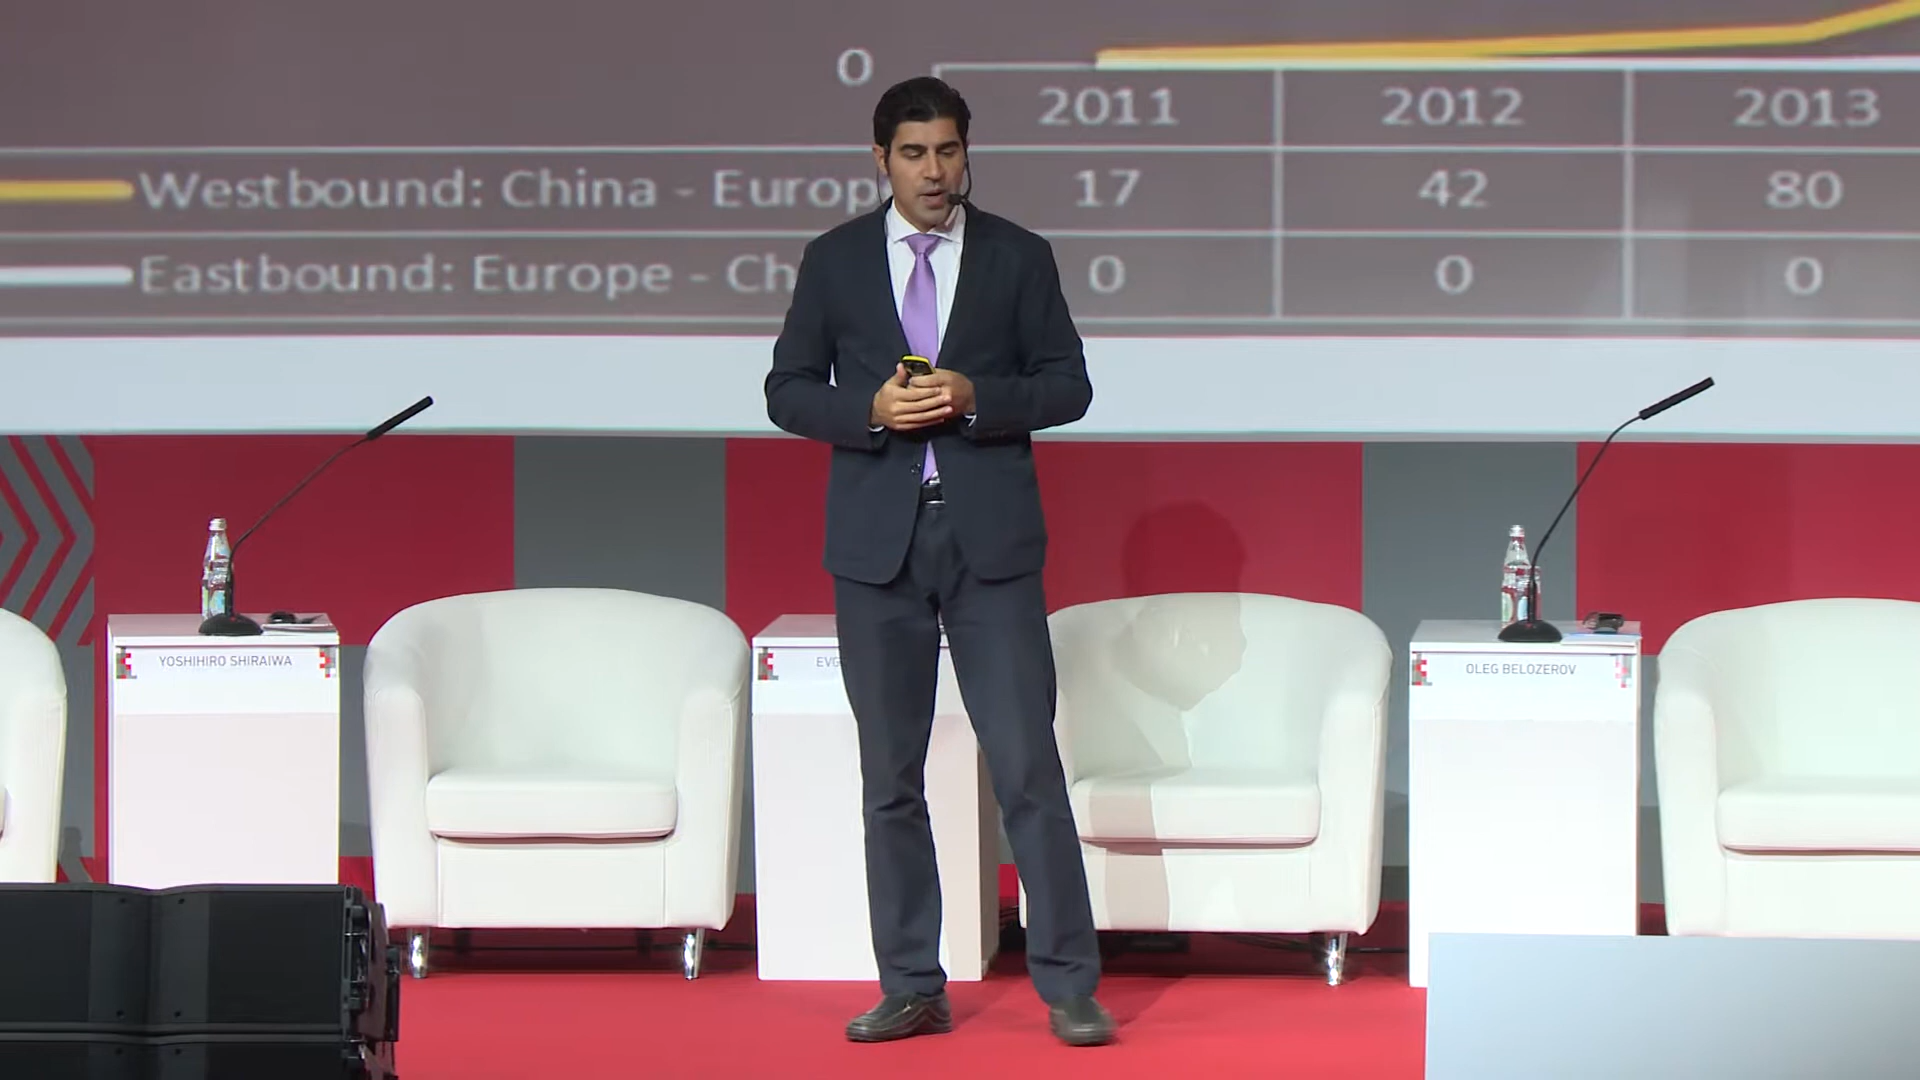 0
2011 2012 2013
Westbound: China - Europ 17 42 80
Eastbound: Europe - Ch 0 0 0
YOSHIHIRO SHIRAIWA
EVG
OLEG BELOZEROV